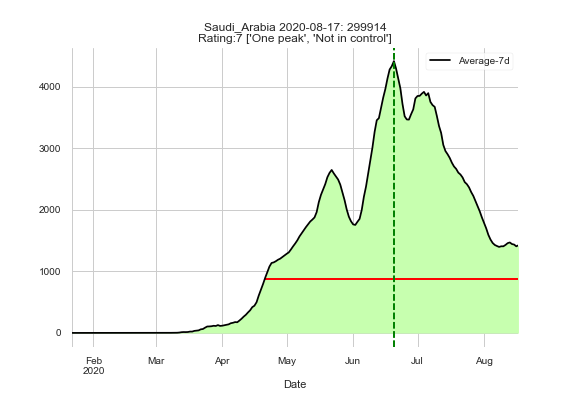 Saudi_Arabia 2020-08-17: 299914
Rating:7 ['One peak', 'Not in control']
Average-7d
4000
3000
2000
1000
0
Feb Mar Apr May Jun Jul Aug
2020
Date